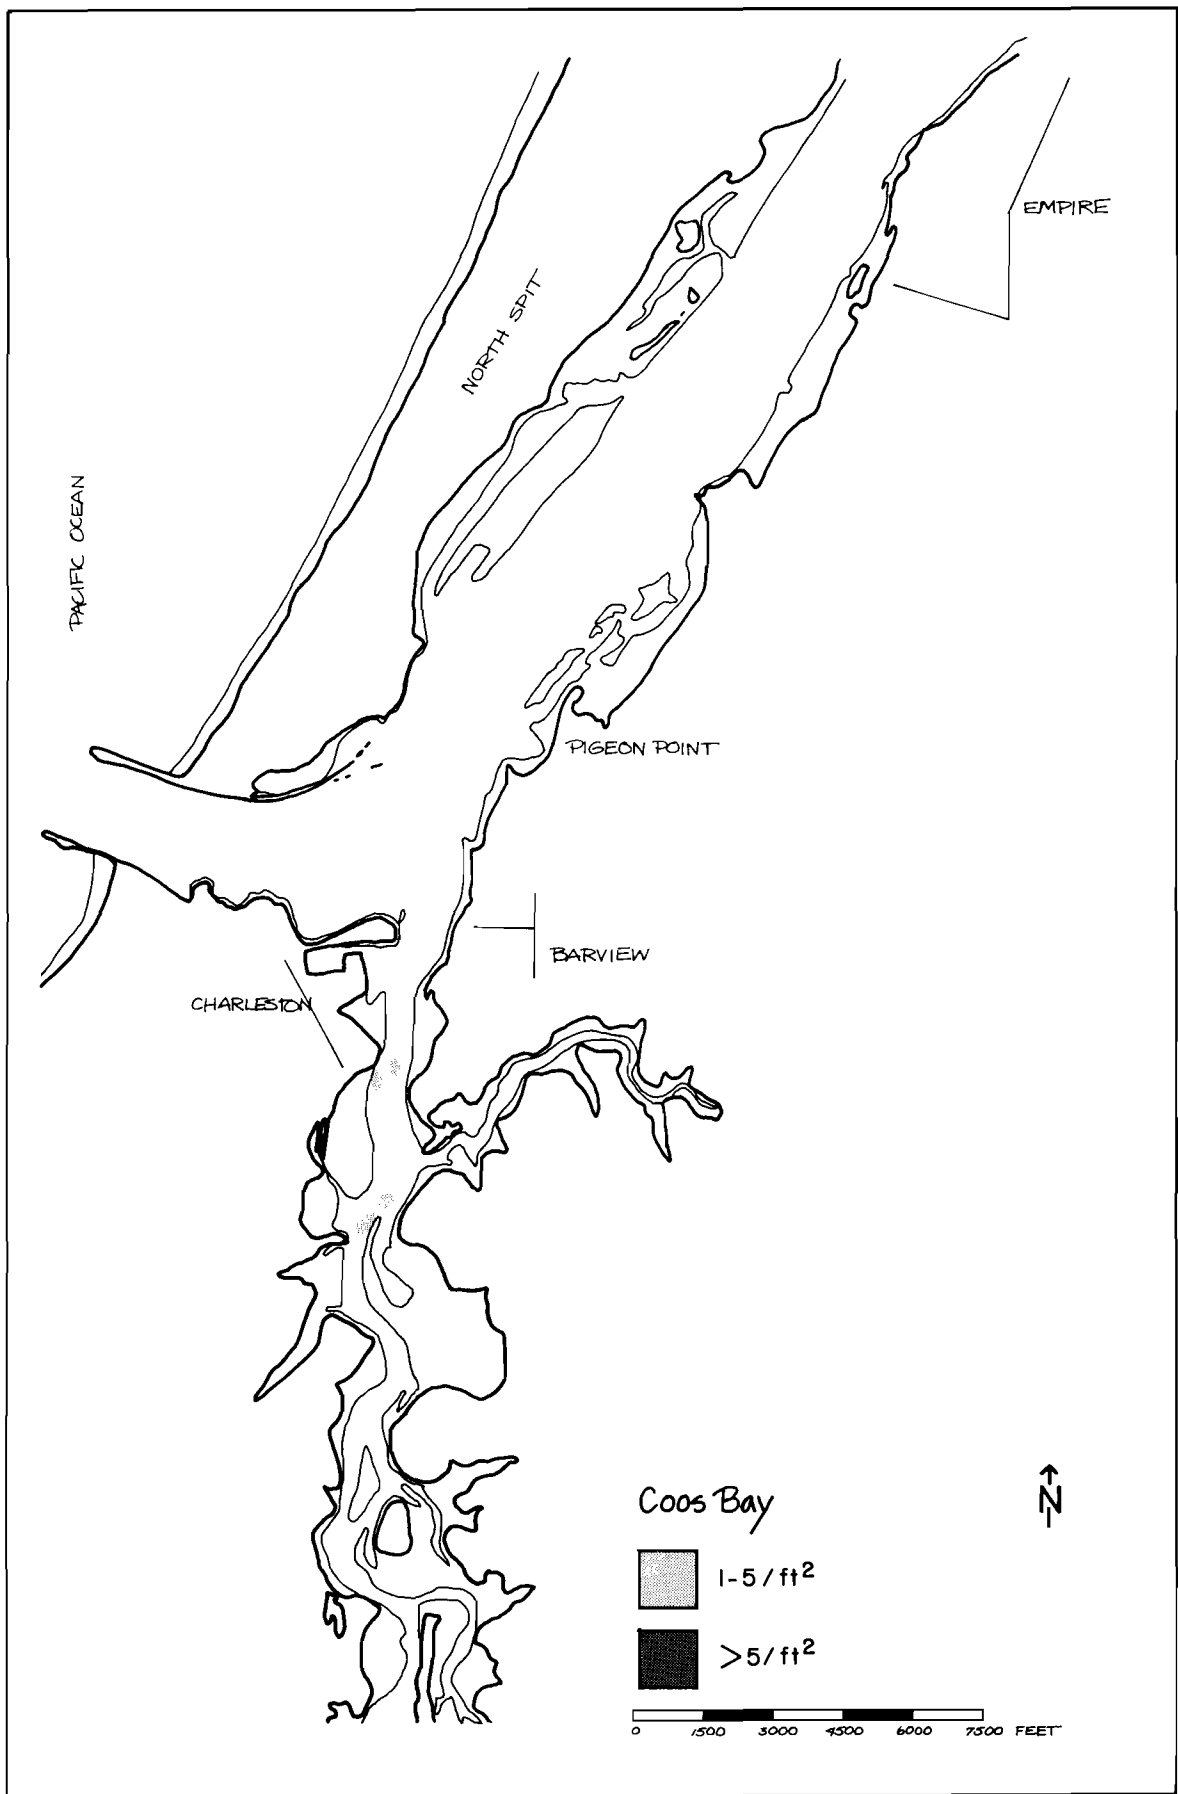 EMPIRE
NORTH SPIT
PACIFIC OCEAN
PIGEON POINT
BARVIEW
CHARLESTON
Coos Bay
N
1-5/ft²
>5/ft²
0 1500 3000 4500 6000 7500 FEET